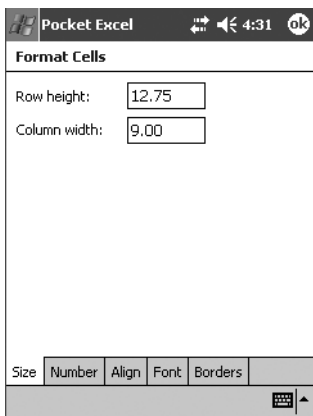 Pocket Excel 4:31 ok
Format Cells
Row height: 12.75
Column width: 9.00
Size Number Align Font Borders